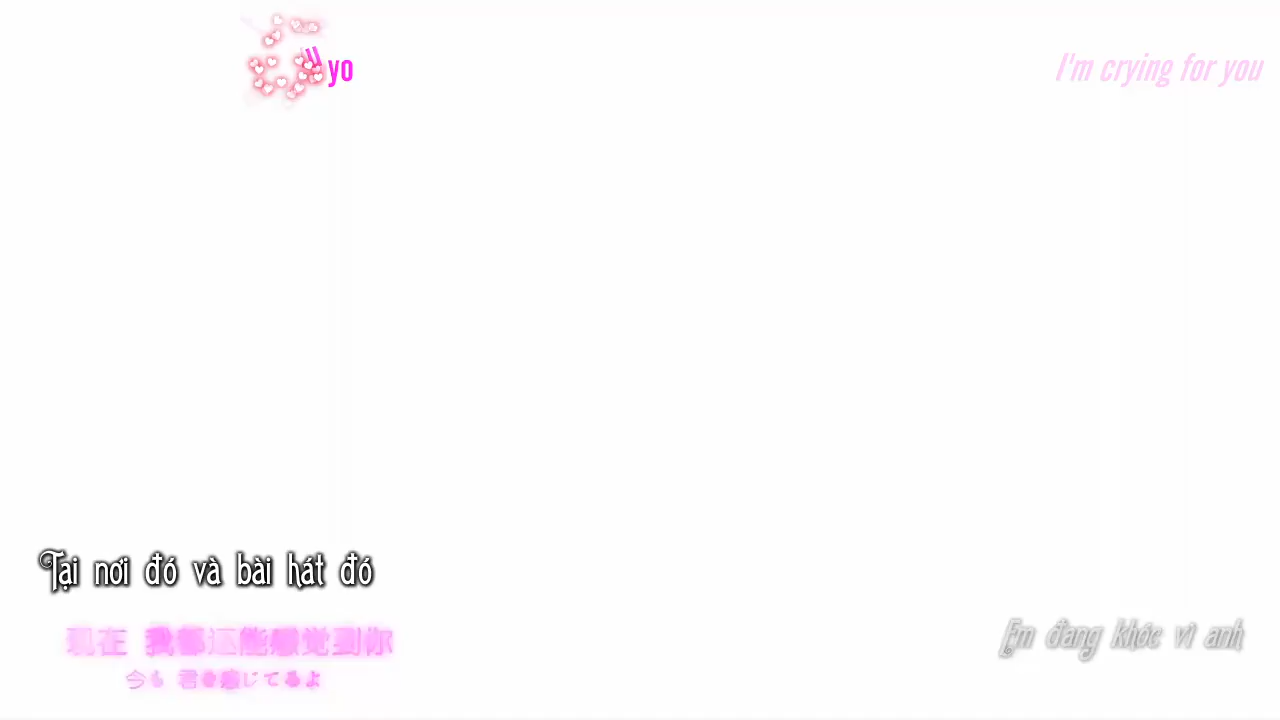 yo
I'm crying for you
Tại nơi đó và bài hát đó
现在 我都还能感觉到你
Em đang khóc vì anh
今も 君を感じてるよ